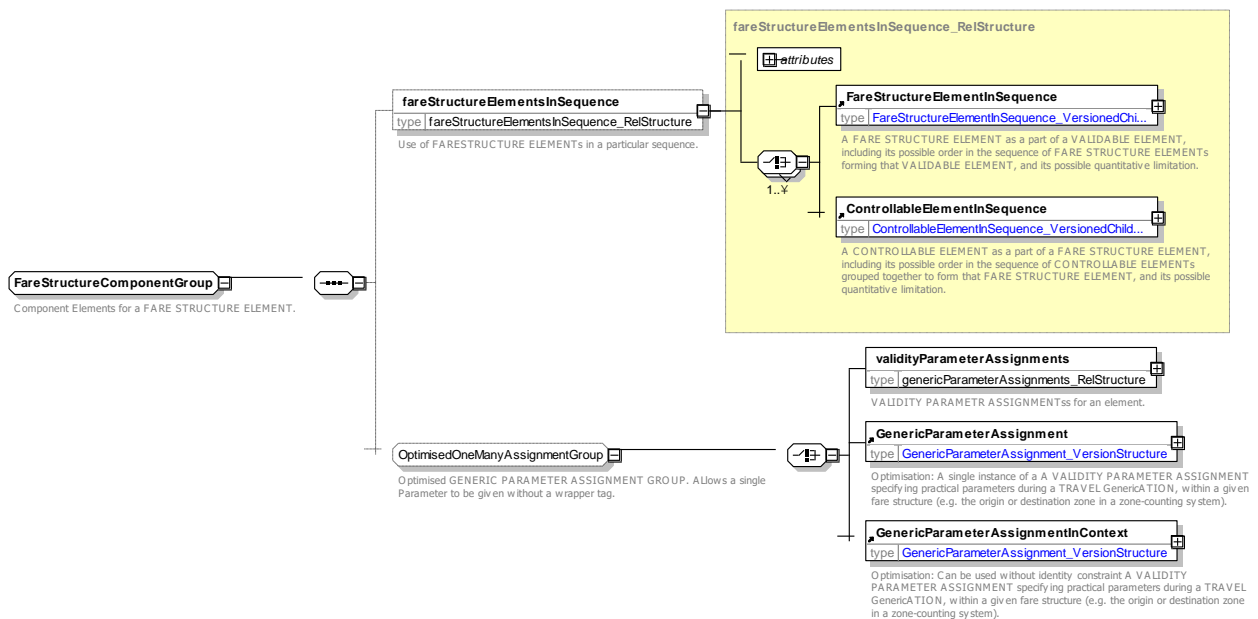 fareStructureElementsInSequence_RelStructure
attributes
fareStructureElementsInSequence
type fareStructureElementsInSequence_RelStructure
Use of FARESTRUCTURE ELEMENTs in a particular sequence.
FareStructureElementInSequence
type FareStructureElementInSequence_VersionedChi...
A FARE STRUCTURE ELEMENT as a part of a VALIDABLE ELEMENT,
including its possible order in the sequence of FARE STRUCTURE ELEMENTs
forming that VALIDABLE ELEMENT, and its possible quantitative limitation.
1..¥
ControllableElementInSequence
type ControllableElementInSequence_VersionedChild...
A CONTROLLABLE ELEMENT as a part of a FARE STRUCTURE ELEMENT,
including its possible order in the sequence of CONTROLLABLE ELEMENTs
grouped together to form that FARE STRUCTURE ELEMENT, and its possible
quantitative limitation.
FareStructureComponentGroup
Component Elements for a FARE STRUCTURE ELEMENT.
validityParameterAssignments
type genericParameterAssignments_RelStructure
VALIDITY PARAMETR ASSIGNMENTss for an element.
OptimisedOneManyAssignmentGroup
Optimised GENERIC PARAMETER ASSIGNMENT GROUP. ALlows a single
Parameter to be given without a wrapper tag.
GenericParameterAssignment
type GenericParameterAssignment_VersionStructure
Optimisation: A single instance of a A VALIDITY PARAMETER ASSIGNMENT
specifying practical parameters during a TRAVEL GenericATION, within a given
fare structure (e.g. the origin or destination zone in a zone-counting system).
GenericParameterAssignmentInContext
type GenericParameterAssignment_VersionStructure
Optimisation: Can be used without identity constraint A VALIDITY
PARAMETER ASSIGNMENT specifying practical parameters during a TRAVEL
GenericATION, within a given fare structure (e.g. the origin or destination zone
in a zone-counting system).